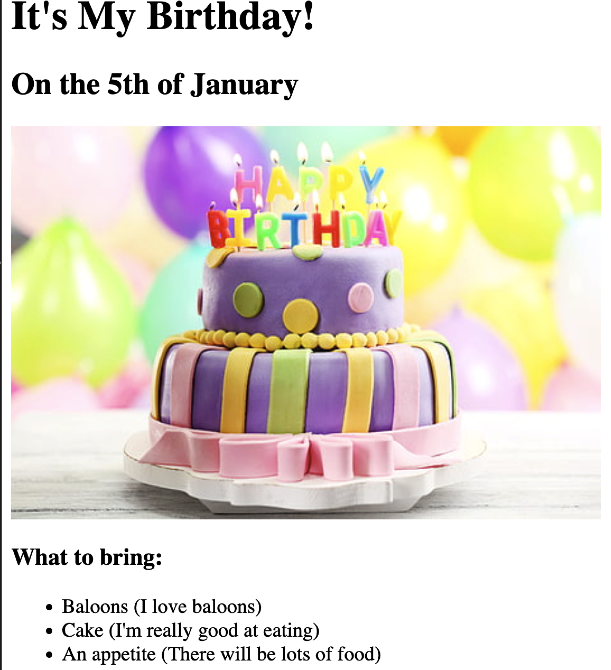 It's My Birthday!
On the 5th of January
HAPPY
BIRTHDAY
What to bring:
Baloons (I love baloons)
Cake (I'm really good at eating)
An appetite (There will be lots of food)